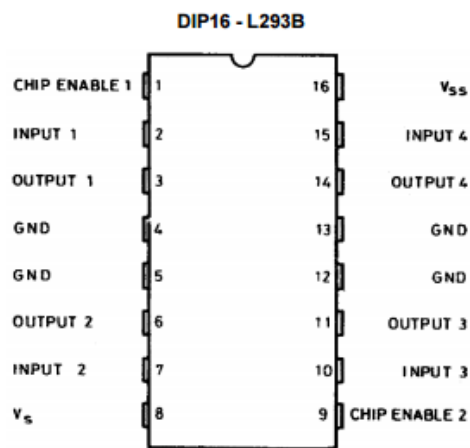 DIP16 - L293B
CHIP ENABLE 1 1 16 VSS
INPUT 1 2 15 INPUT 4
OUTPUT 1 3 14 OUTPUT 4
GND 4 13 GND
GND 5 12 GND
OUTPUT 2 6 11 OUTPUT 3
INPUT 2 7 10 INPUT 3
Vs 8 9 CHIP ENABLE 2